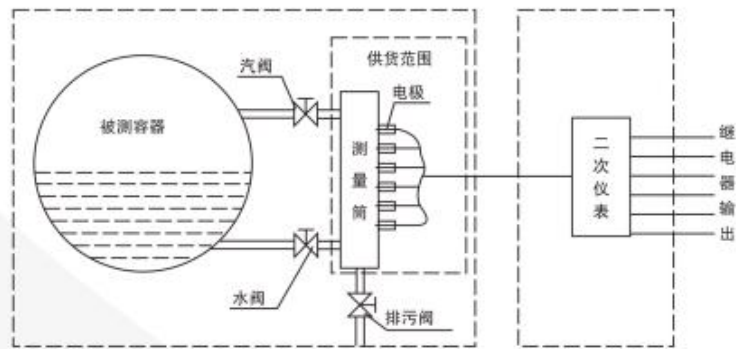 供货范围
汽阀
电极
被测容器
测量筒
二次仪表
继电器输出
水阀
排污阀